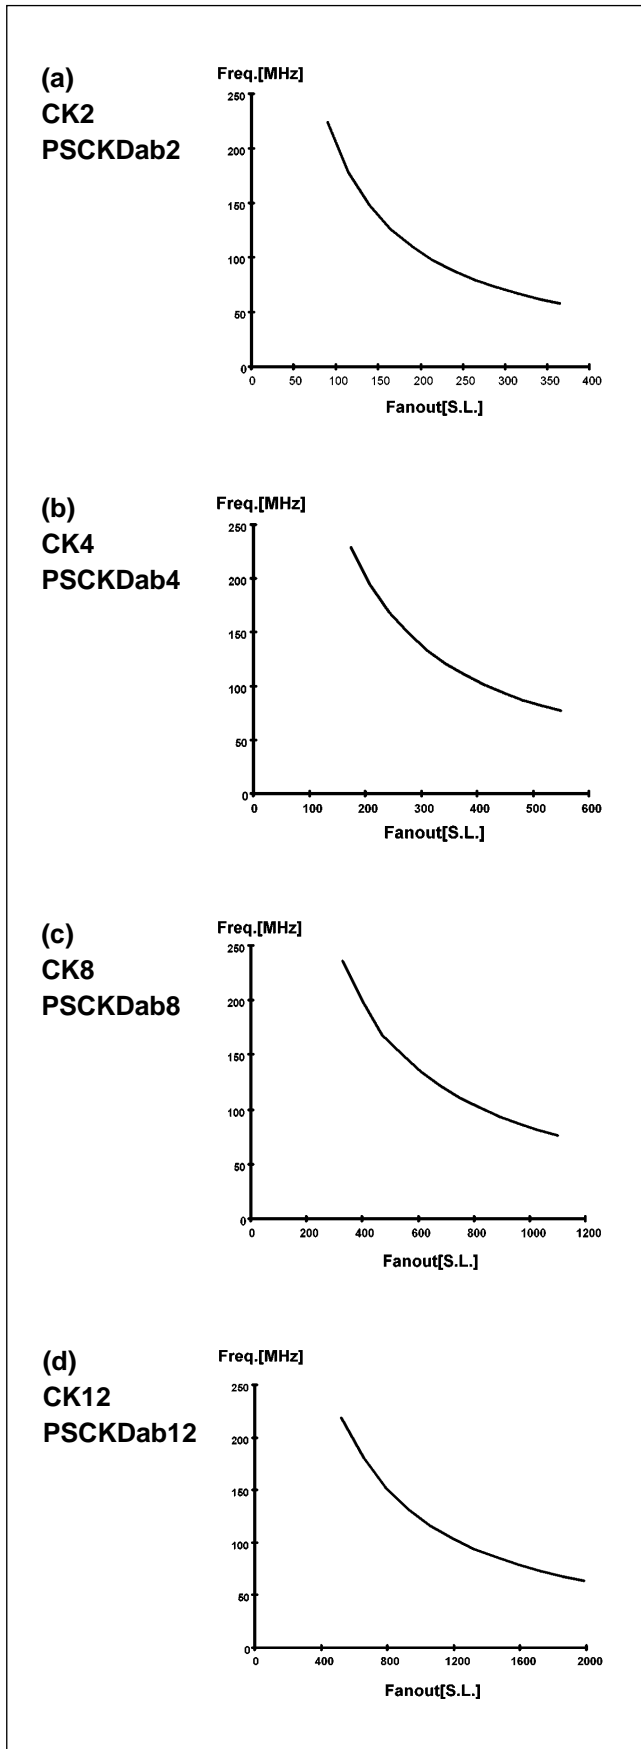 (a)
CK2
PSCKDab2
Freq.[MHz]
250
200
150
100
50
0
0 50 100 150 200 250 300 350 400
Fanout[S.L.]
(b)
CK4
PSCKDab4
Freq.[MHz]
250
200
150
100
50
0
0 100 200 300 400 500 600
Fanout[S.L.]
(c)
CK8
PSCKDab8
Freq.[MHz]
250
200
150
100
50
0
0 200 400 600 800 1000 1200
Fanout[S.L.]
(d)
CK12
PSCKDab12
Freq.[MHz]
250
200
150
100
50
0
0 400 800 1200 1600 2000
Fanout[S.L.]